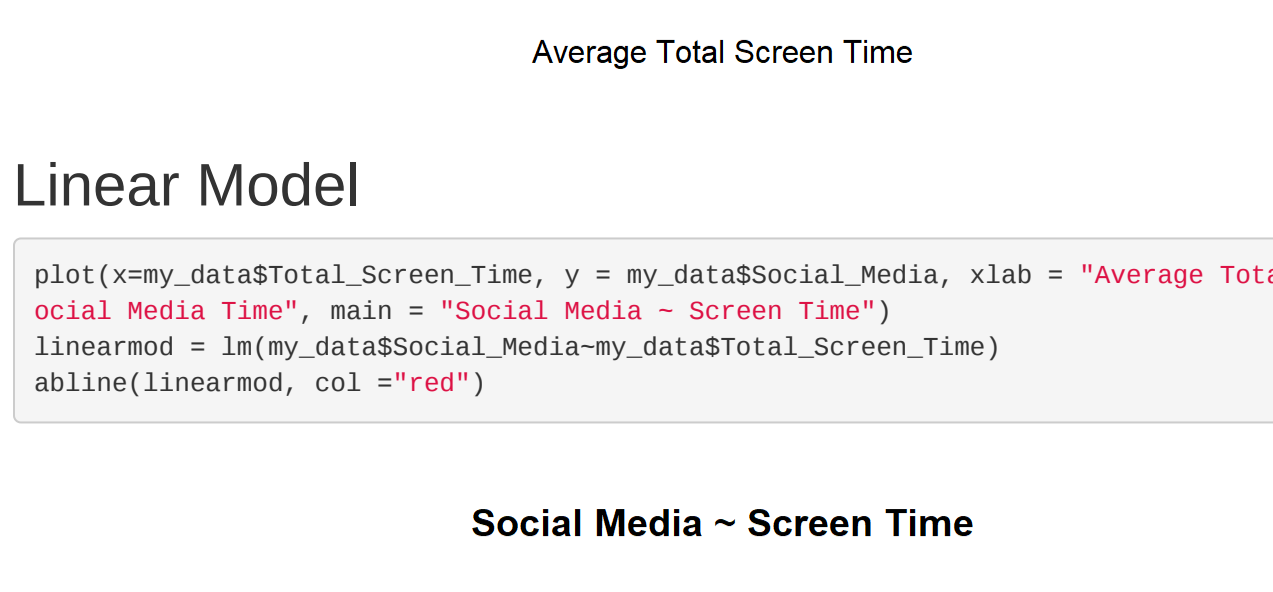 Average Total Screen Time
Linear Model
plot(x=my_data$Total_Screen_Time, y = my_data$Social_Media, xlab = "Average
ocial Media Time", main = "Social Media ~ Screen Time")
linearmod = lm(my_data$Social_Media~my_data$Total_Screen_Time)
abline(linearmod, col ="red")
Social Media ~ Screen Time